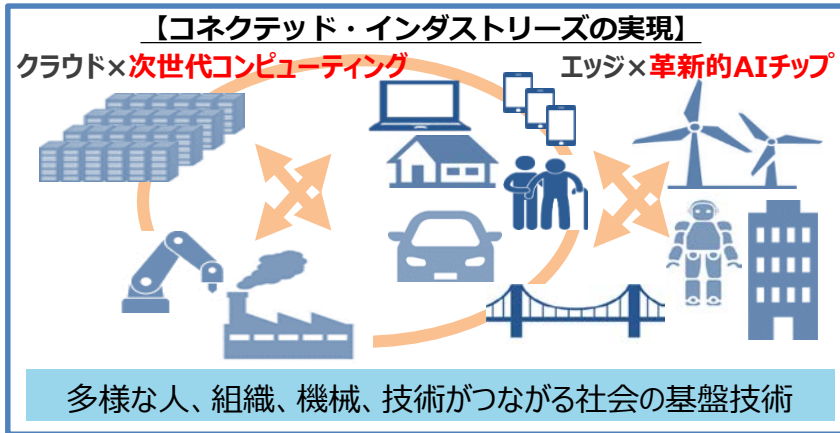 【コネクテッド・インダストリーズの実現】
クラウド×次世代コンピューティング
エッジ×革新的AIチップ
多様な人、組織、機械、技術がつながる社会の基盤技術